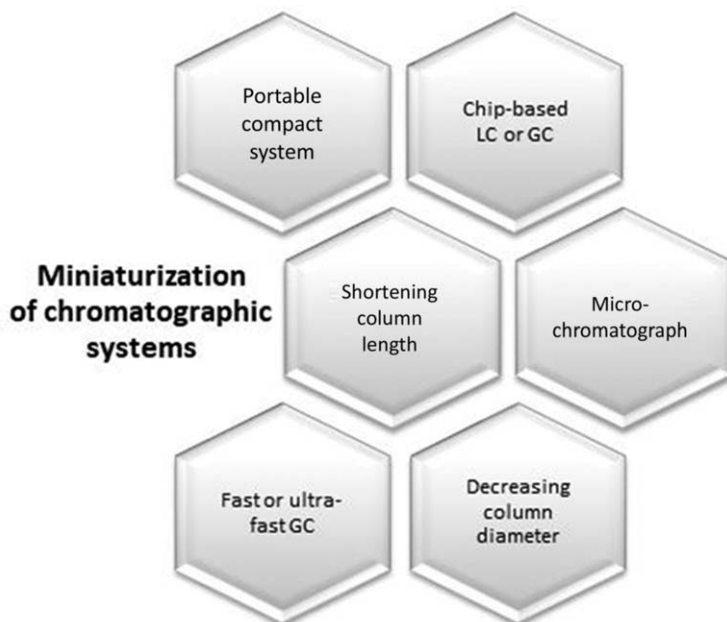 Portable
compact
system
Chip-based
LC or GC
Miniaturization
of chromatographic
systems
Shortening
column
length
Micro-
chromatograph
Fast or ultra-
fast GC
Decreasing
column
diameter